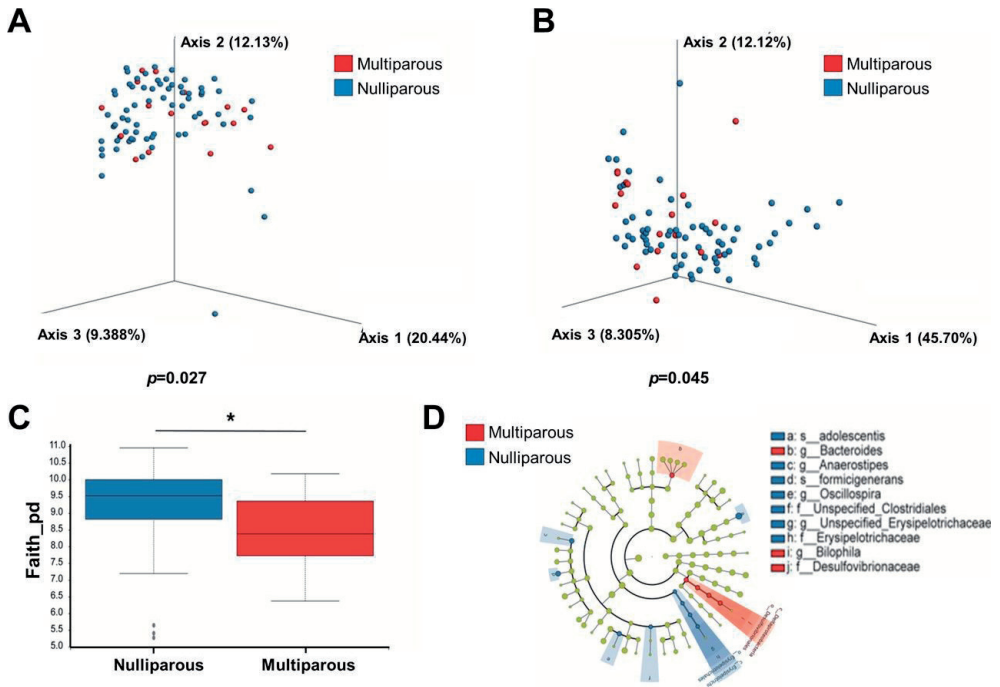 A
Axis 2 (12.13%)
Multiparous
Nulliparous
Axis 3 (9.388%)
Axis 1 (20.44%)
p=0.027
B
Axis 2 (12.12%)
Multiparous
Nulliparous
Axis 3 (8.305%)
Axis 1 (45.70%)
p=0.045
C
*
Faith_pd
11.0
10.5
10.0
9.5
9.0
8.5
8.0
7.5
7.0
6.5
6.0
5.5
5.0
Nulliparous
Multiparous
D
Multiparous
Nulliparous
a: s__adolescentis
b: g__Bacteroides
c: g__Anaerostipes
d: s__formicigenerans
e: g__Oscillospira
f: f__Unspecified_Clostridiales
g: g__Unspecified_Erysipelotrichaceae
h: f__Erysipelotrichaceae
i: g__Bilophila
j: f__Desulfovibrionaceae